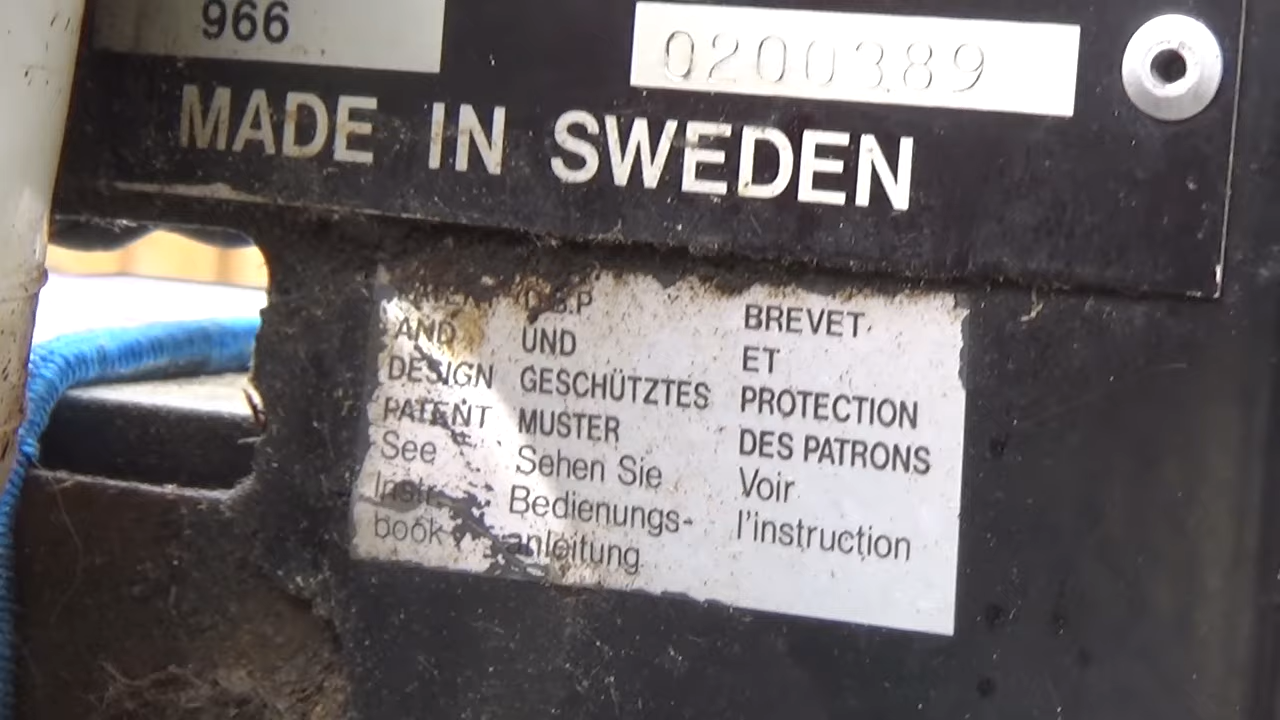 966
0200389
MADE IN SWEDEN
AND
DESIGN
PATENT
See
Instr.
book
UND
GESCHÜTZTES
MUSTER
Sehen Sie
Bedienungs-
anleitung
BREVET
ET
PROTECTION
DES PATRONS
Voir
l'instruction